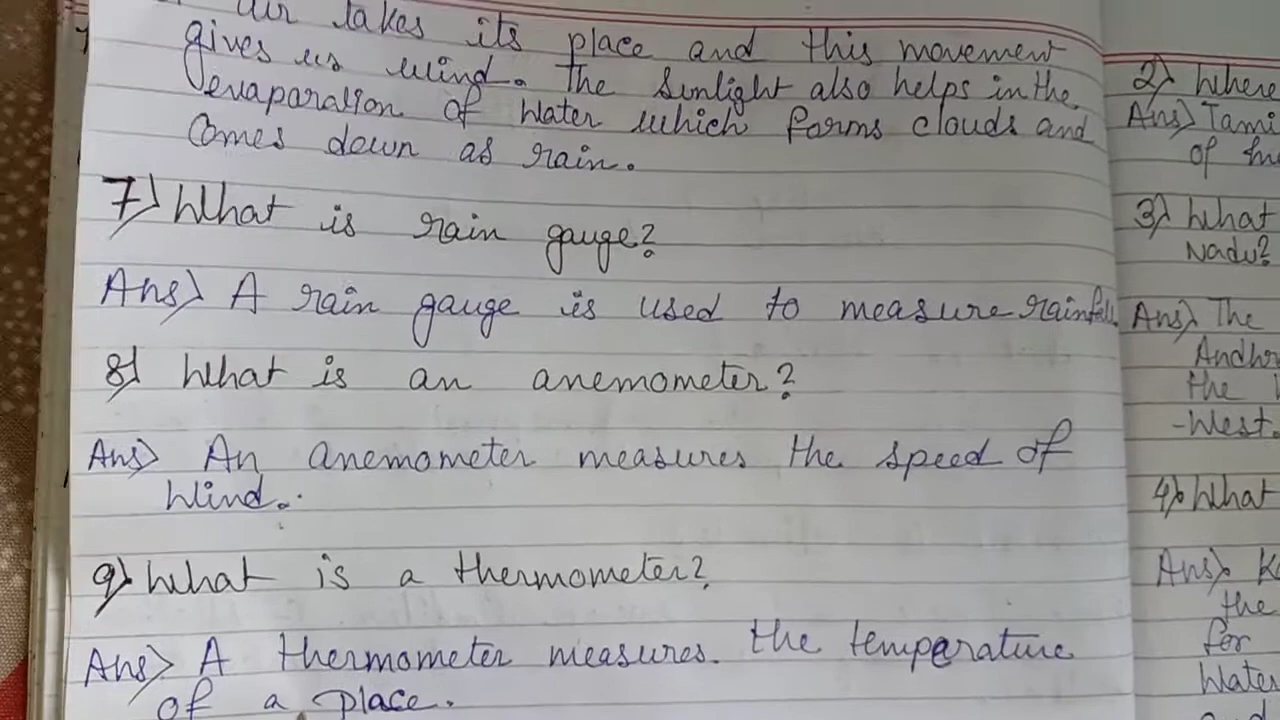 air takes its place and this movement
gives us wind. The Sunlight also helps in the
evaparation of Water which forms clouds and
Comes down as rain.
7) What is rain gauge?
Ans) A rain gauge is used to measure rainfall.
8) What is an anemometer?
Ans) An anemometer measures the speed of
Wind.
9) What is a thermometer?
Ans) A thermometer measures. the temperature
of a place.
2) Where
Ans) Tami
of
3) What
Nadu?
Ans) The
Andhr
the
-West.
4) What
Ans)
the
for
Water
and